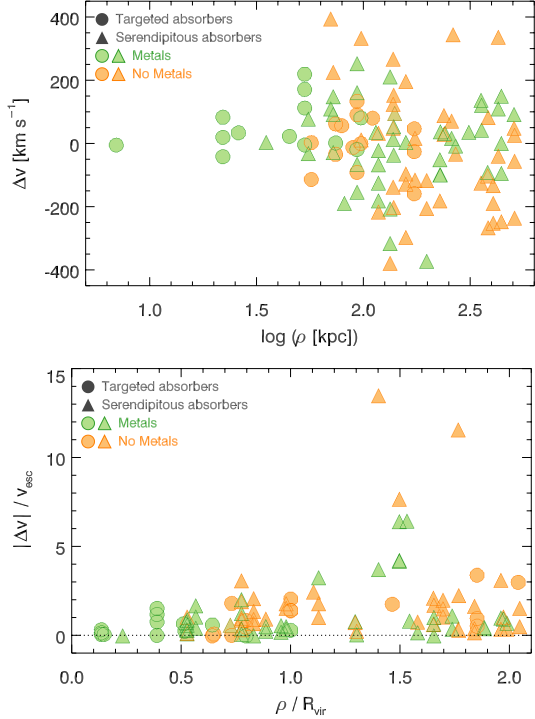 400
200
0
-200
-400
Δv [km s⁻¹]
Targeted absorbers
Serendipitous absorbers
Metals
No Metals
1.0 1.5 2.0 2.5
log (ρ [kpc])
15
10
5
0
|Δv| / vesc
Targeted absorbers
Serendipitous absorbers
Metals
No Metals
0.0 0.5 1.0 1.5 2.0
ρ / Rvir